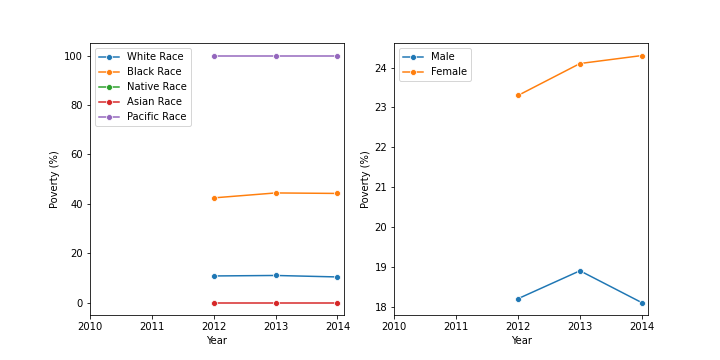 White Race
Black Race
Native Race
Asian Race
Pacific Race
100
80
60
40
20
0
Poverty (%)
2010 2011 2012 2013 2014
Year
Male
Female
24
23
22
21
20
19
18
Poverty (%)
2010 2011 2012 2013 2014
Year